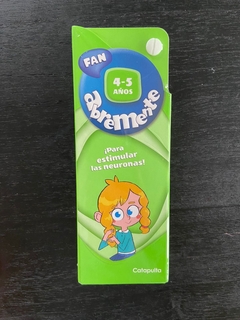 FAN
4-5
AÑOS
abremente
¡Para
estimular
las neuronas!
Catapulta